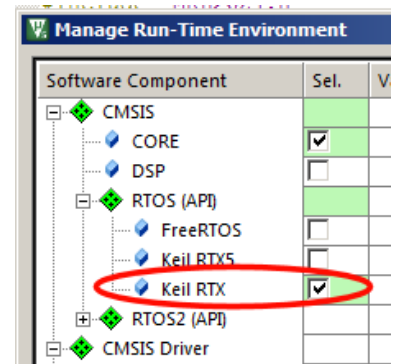 Manage Run-Time Environment
Software Component Sel.
CMSIS
CORE
DSP
RTOS (API)
FreeRTOS
Keil RTX5
Keil RTX
RTOS2 (API)
CMSIS Driver